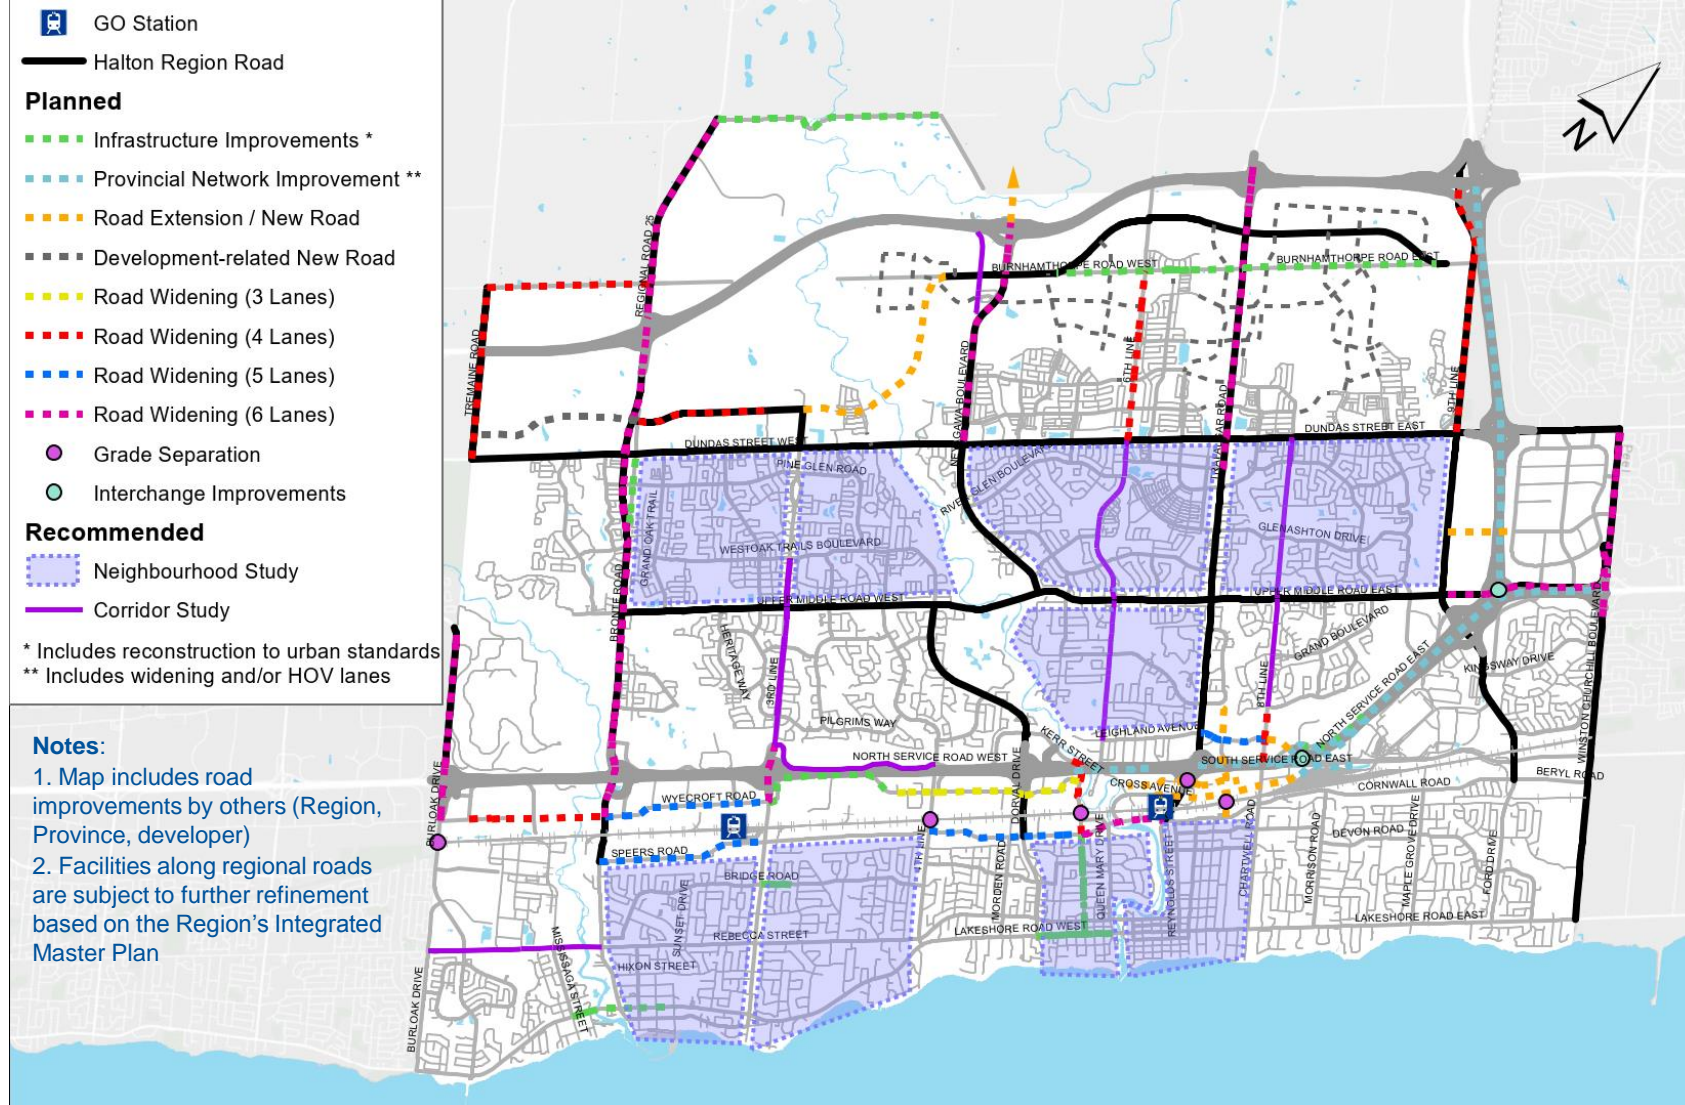 GO Station
Halton Region Road
Planned
Infrastructure Improvements *
Provincial Network Improvement **
Road Extension / New Road
Development-related New Road
Road Widening (3 Lanes)
Road Widening (4 Lanes)
Road Widening (5 Lanes)
Road Widening (6 Lanes)
Grade Separation
Interchange Improvements
Recommended
Neighbourhood Study
Corridor Study
* Includes reconstruction to urban standards
** Includes widening and/or HOV lanes
Notes:
1. Map includes road
improvements by others (Region,
Province, developer)
2. Facilities along regional roads
are subject to further refinement
based on the Region's Integrated
Master Plan
N
REGIONAL ROAD 25
BURNHAMTHORPE ROAD WEST
BURNHAMTHORPE ROAD EAST
TREMAINE ROAD
NEYAGAWA BOULEVARD
6TH LINE
TRAFALGAR ROAD
9TH LINE
DUNDAS STREET WEST
DUNDAS STREET EAST
PINE GLEN ROAD
RIVER GLEN BOULEVARD
GRAND OAK TRAIL
WESTOAK TRAILS BOULEVARD
GLENASHTON DRIVE
BRONTE ROAD
UPPER MIDDLE ROAD WEST
UPPER MIDDLE ROAD EAST
HERITAGE WAY
3RD LINE
GRAND BOULEVARD
8TH LINE
NORTH SERVICE ROAD EAST
KINGSWAY DRIVE
WINSTON CHURCHILL BOULEVARD
PILGRIMS WAY
KERR STREET
LEIGHLAND AVENUE
NORTH SERVICE ROAD WEST
SOUTH SERVICE ROAD EAST
BURLOAK DRIVE
WYECROFT ROAD
DORVAL DRIVE
CROSS AVENUE
CORNWALL ROAD
BERYL ROAD
SPEERS ROAD
4TH LINE
DEVON ROAD
BRIDGE ROAD
MORDEN ROAD
QUEEN MARY DRIVE
REYNOLDS STREET
CHARTWELL ROAD
MORRISON ROAD
MAPLE GROVE DRIVE
FORD DRIVE
SUNSET DRIVE
REBECCA STREET
LAKESHORE ROAD WEST
LAKESHORE ROAD EAST
MISSISSAGA STREET
HIXON STREET
BURLOAK DRIVE